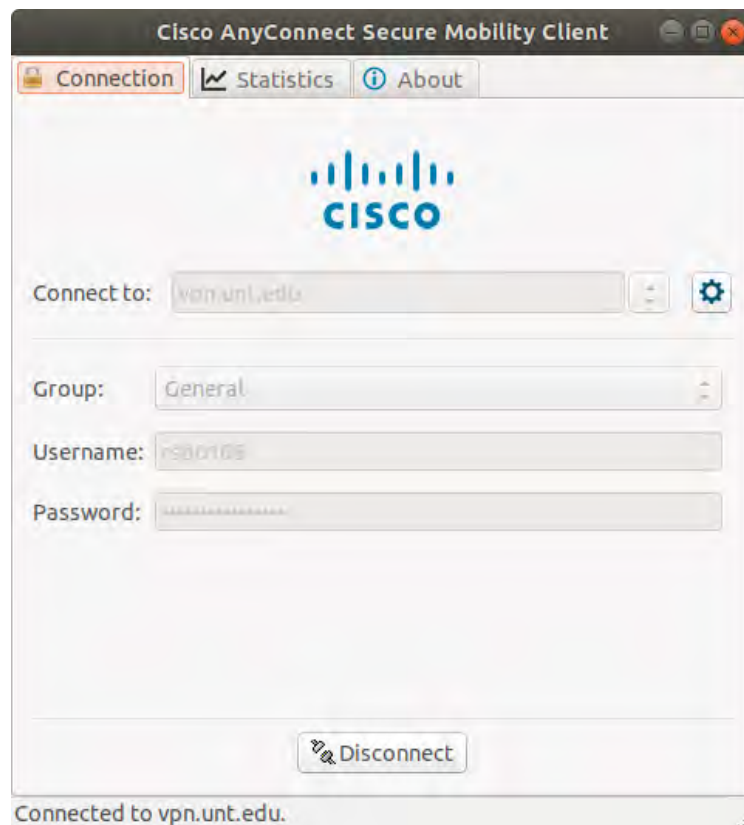 Cisco AnyConnect Secure Mobility Client
Connection Statistics About
CISCO
Connect to: vpn.unt.edu
Group: General
Username:
Password:
Disconnect
Connected to vpn.unt.edu.